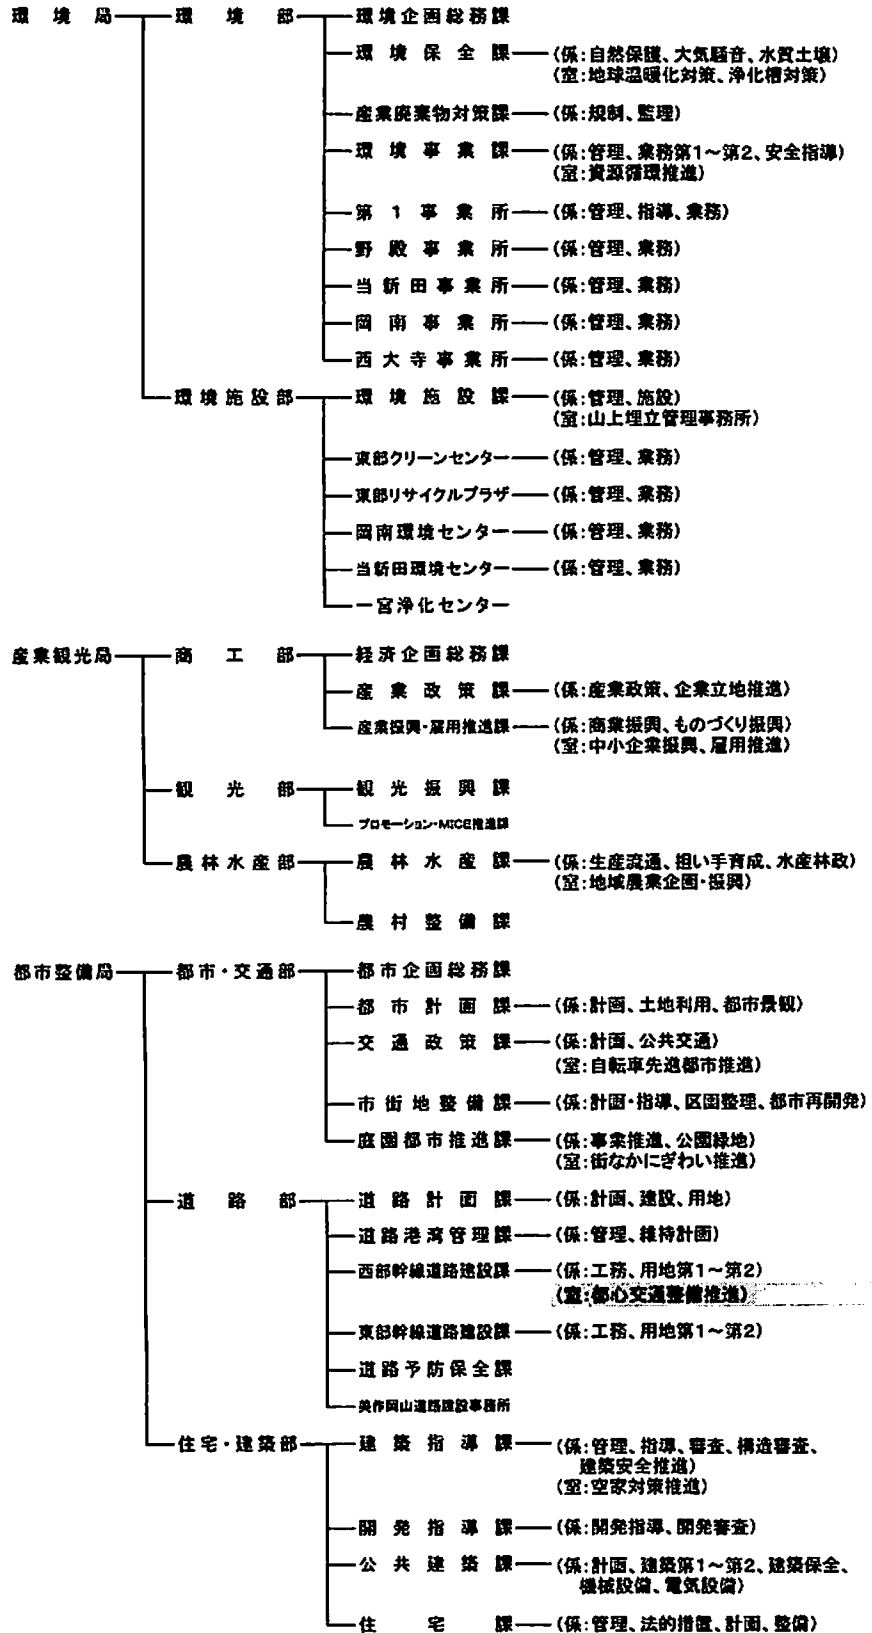 環境局 環境部 環境企画総務課
環境保全課 (係:自然保護、大気騒音、水質土壌)
(室:地球温暖化対策、浄化槽対策)
産業廃棄物対策課 (係:規制、監理)
環境事業課 (係:管理、業務第1～第2、安全指導)
(室:資源循環推進)
第1事業所 (係:管理、指導、業務)
野殿事業所 (係:管理、業務)
当新田事業所 (係:管理、業務)
岡南事業所 (係:管理、業務)
西大寺事業所 (係:管理、業務)
環境施設部 環境施設課 (係:管理、施設)
(室:山上埋立管理事務所)
東部クリーンセンター (係:管理、業務)
東部リサイクルプラザ (係:管理、業務)
岡南環境センター (係:管理、業務)
当新田環境センター (係:管理、業務)
一宮浄化センター
産業観光局 商工部 経済企画総務課
産業政策課 (係:産業政策、企業立地推進)
産業振興・雇用推進課 (係:商業振興、ものづくり振興)
(室:中小企業振興、雇用推進)
観光部 観光振興課
プロモーション・MICE推進課
農林水産部 農林水産課 (係:生産流通、担い手育成、水産林政)
(室:地域農業企画・振興)
農村整備課
都市整備局 都市・交通部 都市企画総務課
都市計画課 (係:計画、土地利用、都市景観)
交通政策課 (係:計画、公共交通)
(室:自転車先進都市推進)
市街地整備課 (係:計画・指導、区画整理、都市再開発)
庭園都市推進課 (係:事業推進、公園緑地)
(室:街なかにぎわい推進)
道路部 道路計画課 (係:計画、建設、用地)
道路港湾管理課 (係:管理、維持計画)
西部幹線道路建設課 (係:工務、用地第1～第2)
(室:都心交通整備推進)
東部幹線道路建設課 (係:工務、用地第1～第2)
道路予防保全課
美作岡山道路建設事務所
住宅・建築部 建築指導課 (係:管理、指導、審査、構造審査、
建築安全推進)
(室:空家対策推進)
開発指導課 (係:開発指導、開発審査)
公共建築課 (係:計画、建築第1～第2、建築保全、
機械設備、電気設備)
住宅課 (係:管理、法的措置、計画、整備)